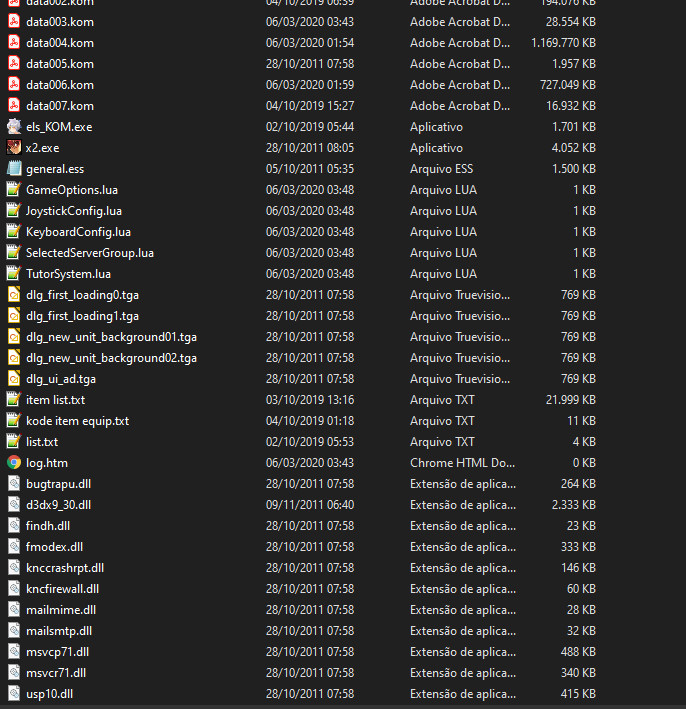 data002.kom 04/10/2019 06:39 Adobe Acrobat D... 194.076 KB
data003.kom 06/03/2020 03:43 Adobe Acrobat D... 28.554 KB
data004.kom 06/03/2020 01:54 Adobe Acrobat D... 1.169.770 KB
data005.kom 28/10/2011 07:58 Adobe Acrobat D... 1.957 KB
data006.kom 06/03/2020 01:59 Adobe Acrobat D... 727.049 KB
data007.kom 04/10/2019 15:27 Adobe Acrobat D... 16.932 KB
els_KOM.exe 02/10/2019 05:44 Aplicativo 1.701 KB
x2.exe 28/10/2011 08:05 Aplicativo 4.052 KB
general.ess 05/10/2011 05:35 Arquivo ESS 1.500 KB
GameOptions.lua 06/03/2020 03:48 Arquivo LUA 1 KB
JoystickConfig.lua 06/03/2020 03:48 Arquivo LUA 1 KB
KeyboardConfig.lua 06/03/2020 03:48 Arquivo LUA 1 KB
SelectedServerGroup.lua 06/03/2020 03:48 Arquivo LUA 1 KB
TutorSystem.lua 06/03/2020 03:48 Arquivo LUA 1 KB
dlg_first_loading0.tga 28/10/2011 07:58 Arquivo Truevisio... 769 KB
dlg_first_loading1.tga 28/10/2011 07:58 Arquivo Truevisio... 769 KB
dlg_new_unit_background01.tga 28/10/2011 07:58 Arquivo Truevisio... 769 KB
dlg_new_unit_background02.tga 28/10/2011 07:58 Arquivo Truevisio... 769 KB
dlg_ui_ad.tga 28/10/2011 07:58 Arquivo Truevisio... 769 KB
item list.txt 03/10/2019 13:16 Arquivo TXT 21.999 KB
kode item equip.txt 04/10/2019 01:18 Arquivo TXT 11 KB
list.txt 02/10/2019 05:53 Arquivo TXT 4 KB
log.htm 06/03/2020 03:43 Chrome HTML Do... 0 KB
bugtrapu.dll 28/10/2011 07:58 Extensão de aplica... 264 KB
d3dx9_30.dll 09/11/2011 06:40 Extensão de aplica... 2.333 KB
findh.dll 28/10/2011 07:58 Extensão de aplica... 23 KB
fmodex.dll 28/10/2011 07:58 Extensão de aplica... 333 KB
knccrashrpt.dll 28/10/2011 07:58 Extensão de aplica... 146 KB
kncfirewall.dll 28/10/2011 07:58 Extensão de aplica... 60 KB
mailmime.dll 28/10/2011 07:58 Extensão de aplica... 28 KB
mailsmtp.dll 28/10/2011 07:58 Extensão de aplica... 32 KB
msvcp71.dll 28/10/2011 07:58 Extensão de aplica... 488 KB
msvcr71.dll 28/10/2011 07:58 Extensão de aplica... 340 KB
usp10.dll 28/10/2011 07:58 Extensão de aplica... 415 KB